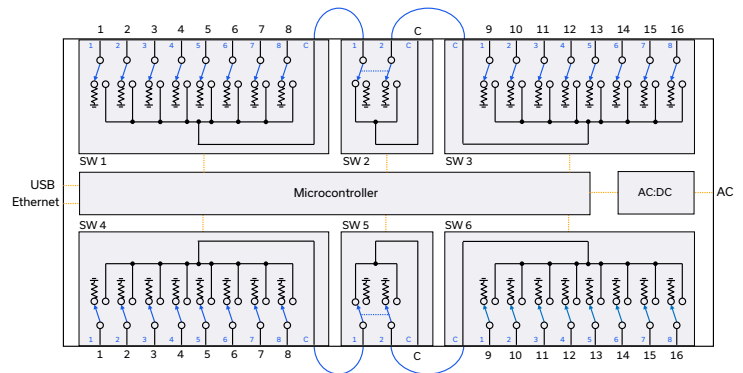 1 2 3 4 5 6 7 8 C 9 10 11 12 13 14 15 16
1 2 3 4 5 6 7 8 C 1 2 C C 1 2 3 4 5 6 7 8
SW 1 SW 2 SW 3
USB
Ethernet
Microcontroller
AC:DC
AC
SW 4 SW 5 SW 6
1 2 3 4 5 6 7 8 C 1 2 C C 1 2 3 4 5 6 7 8
1 2 3 4 5 6 7 8 C 9 10 11 12 13 14 15 16